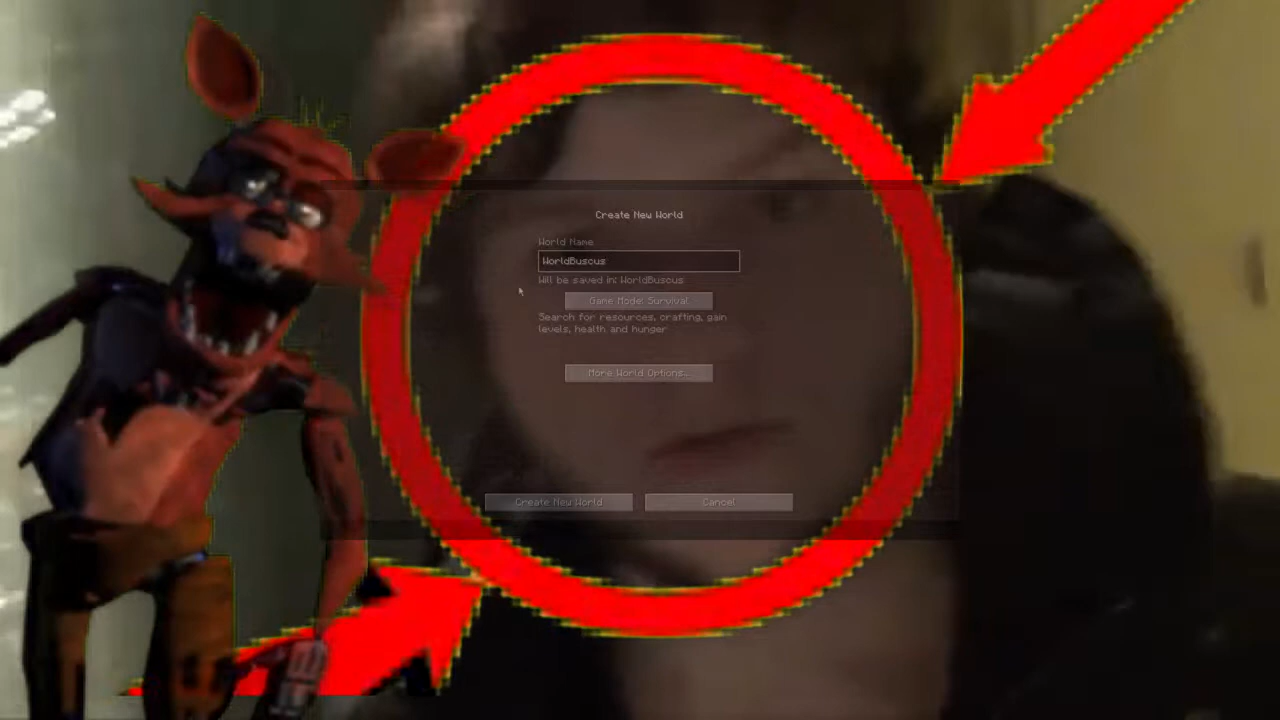 Create New World
World Name
WorldBuscus
Will be saved in: WorldBuscus
Game Mode: Survival
Search for resources, crafting, gain
levels, health and hunger
More World Options...
Create New World
Cancel